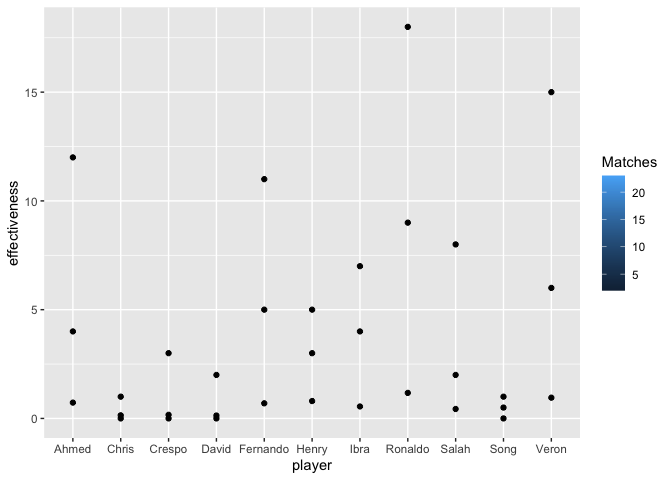 Matches
20
15
10
5
effectiveness
15
10
5
0
Ahmed Chris Crespo David Fernando Henry Ibra Ronaldo Salah Song Veron
player